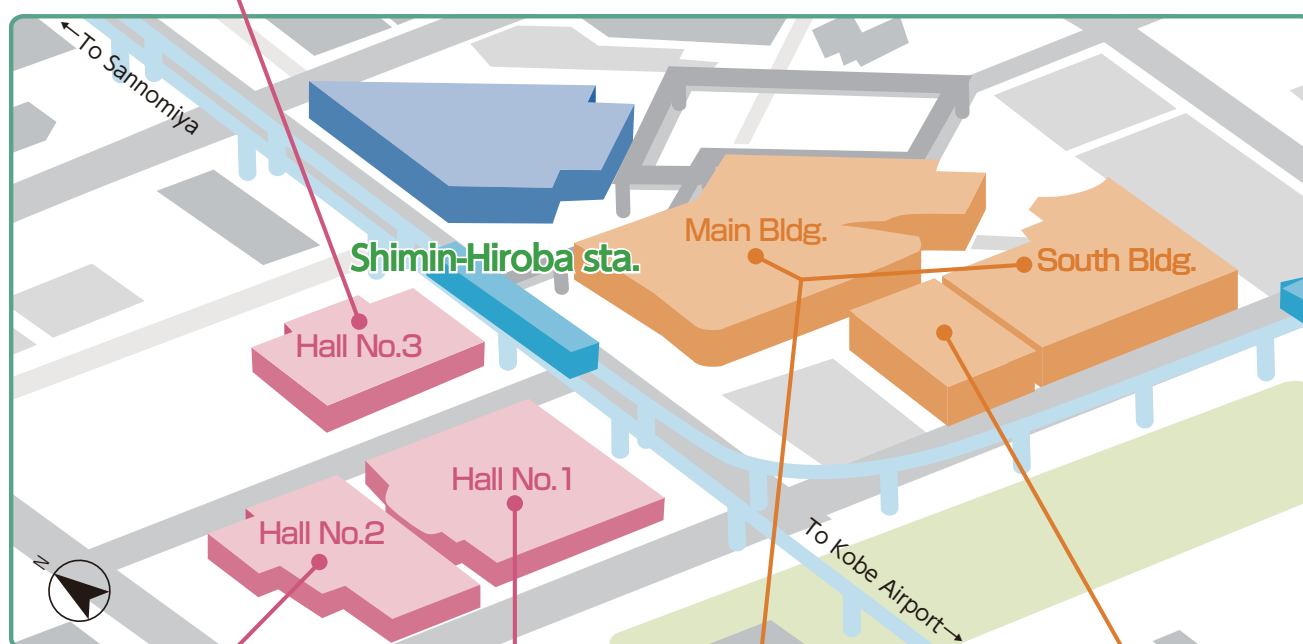 ←To Sannomiya
Shimin-Hiroba sta.
Main Bldg.
South Bldg.
Hall No.3
Hall No.1
Hall No.2
To Kobe Airport→
N